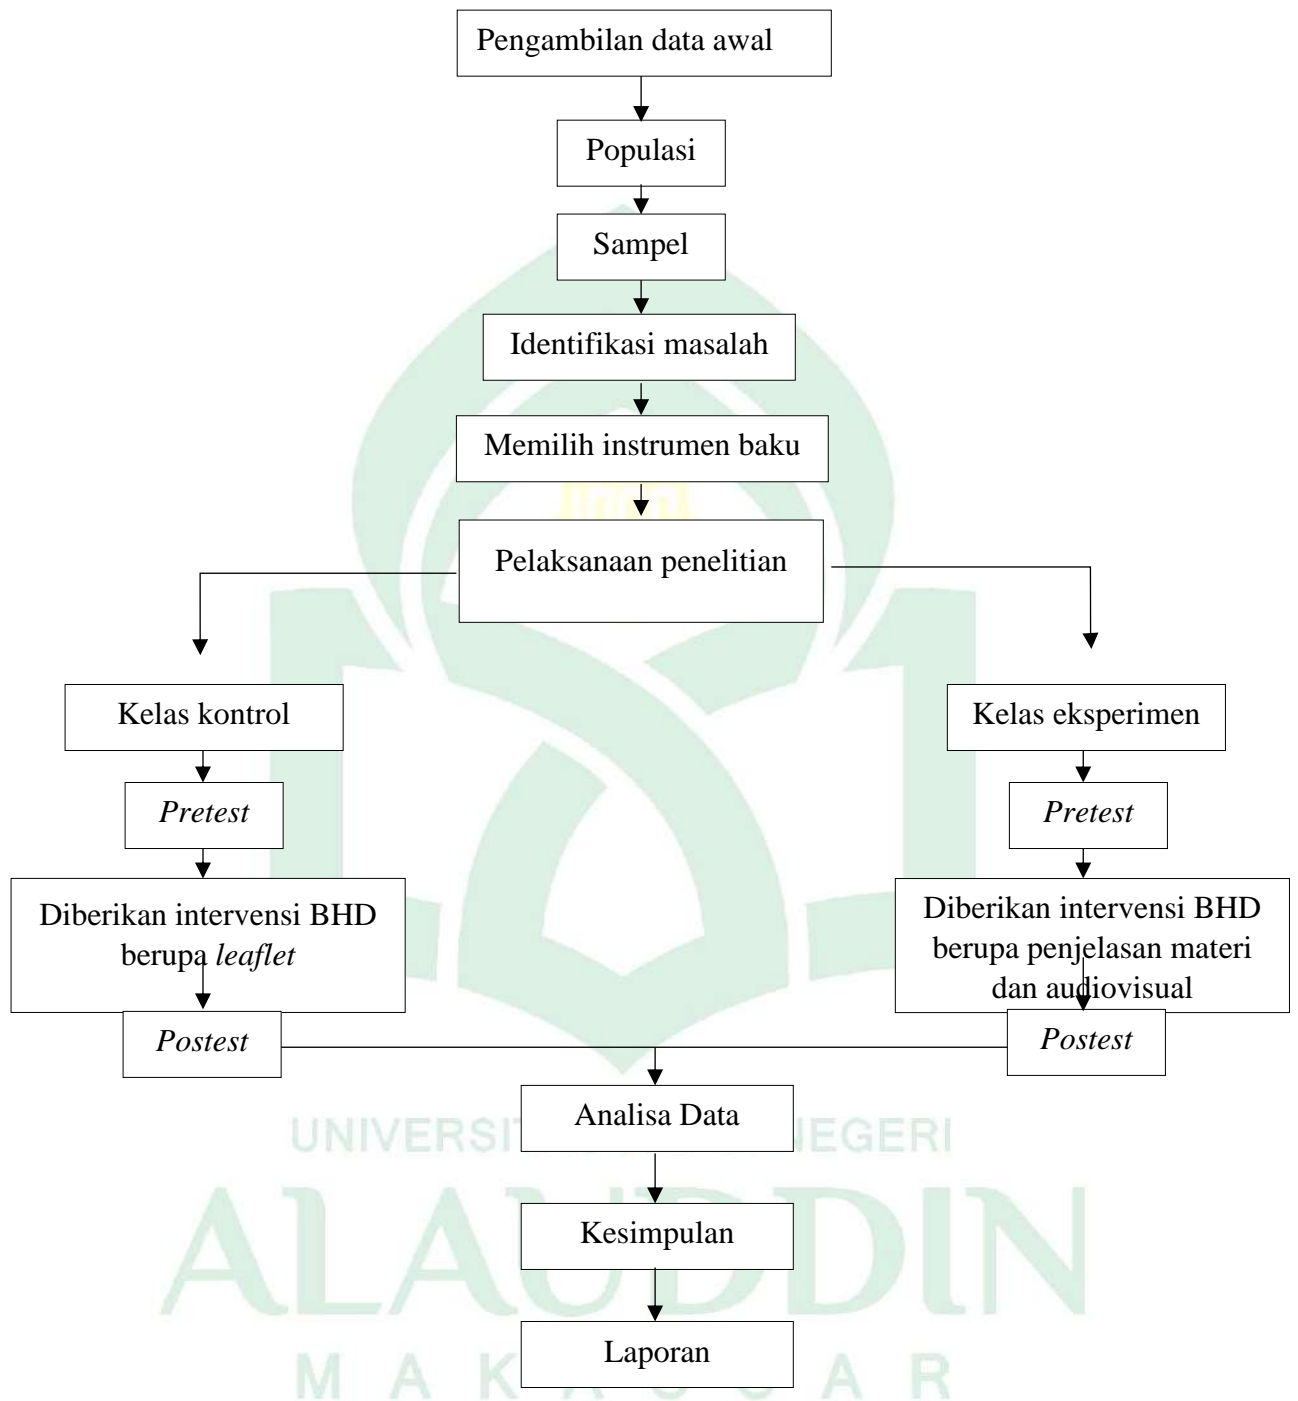 Pengambilan data awal
Populasi
Sampel
Identifikasi masalah
Memilih instrumen baku
Pelaksanaan penelitian
Kelas kontrol
Kelas eksperimen
Pretest
Pretest
Diberikan intervensi BHD
berupa leaflet
Diberikan intervensi BHD
berupa penjelasan materi
dan audiovisual
Postest
Postest
Analisa Data
NEGERI
Kesimpulan
ALAUDDIN
Laporan